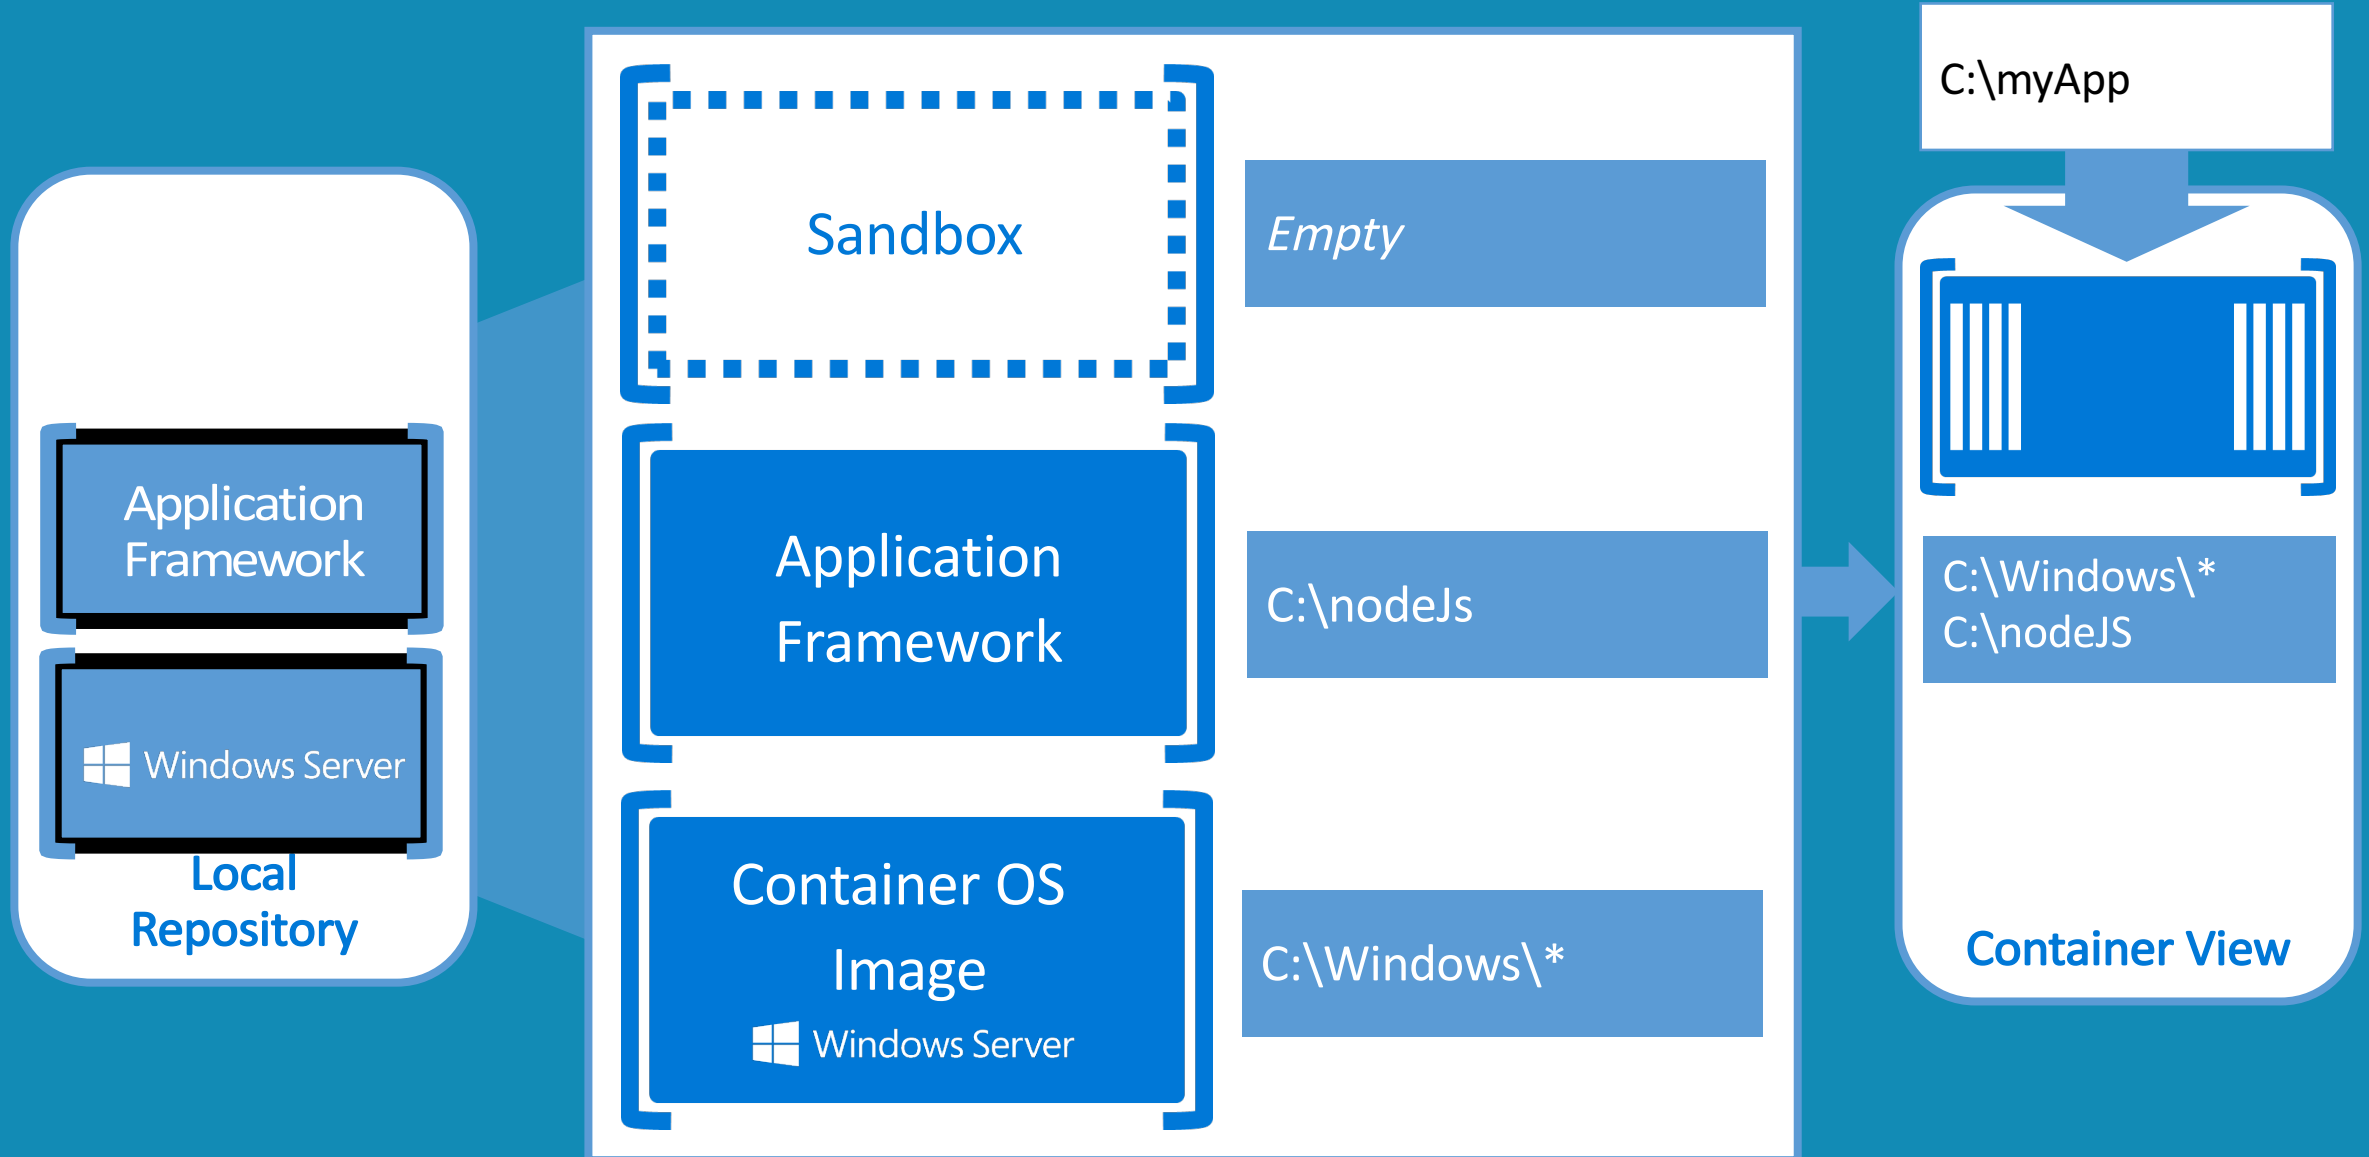 Application
Framework
Windows Server
Local
Repository
Sandbox
Empty
Application
Framework
C:\nodeJs
Container OS
Image
Windows Server
C:\Windows\*
C:\myApp
C:\Windows\*
C:\nodeJS
Container View